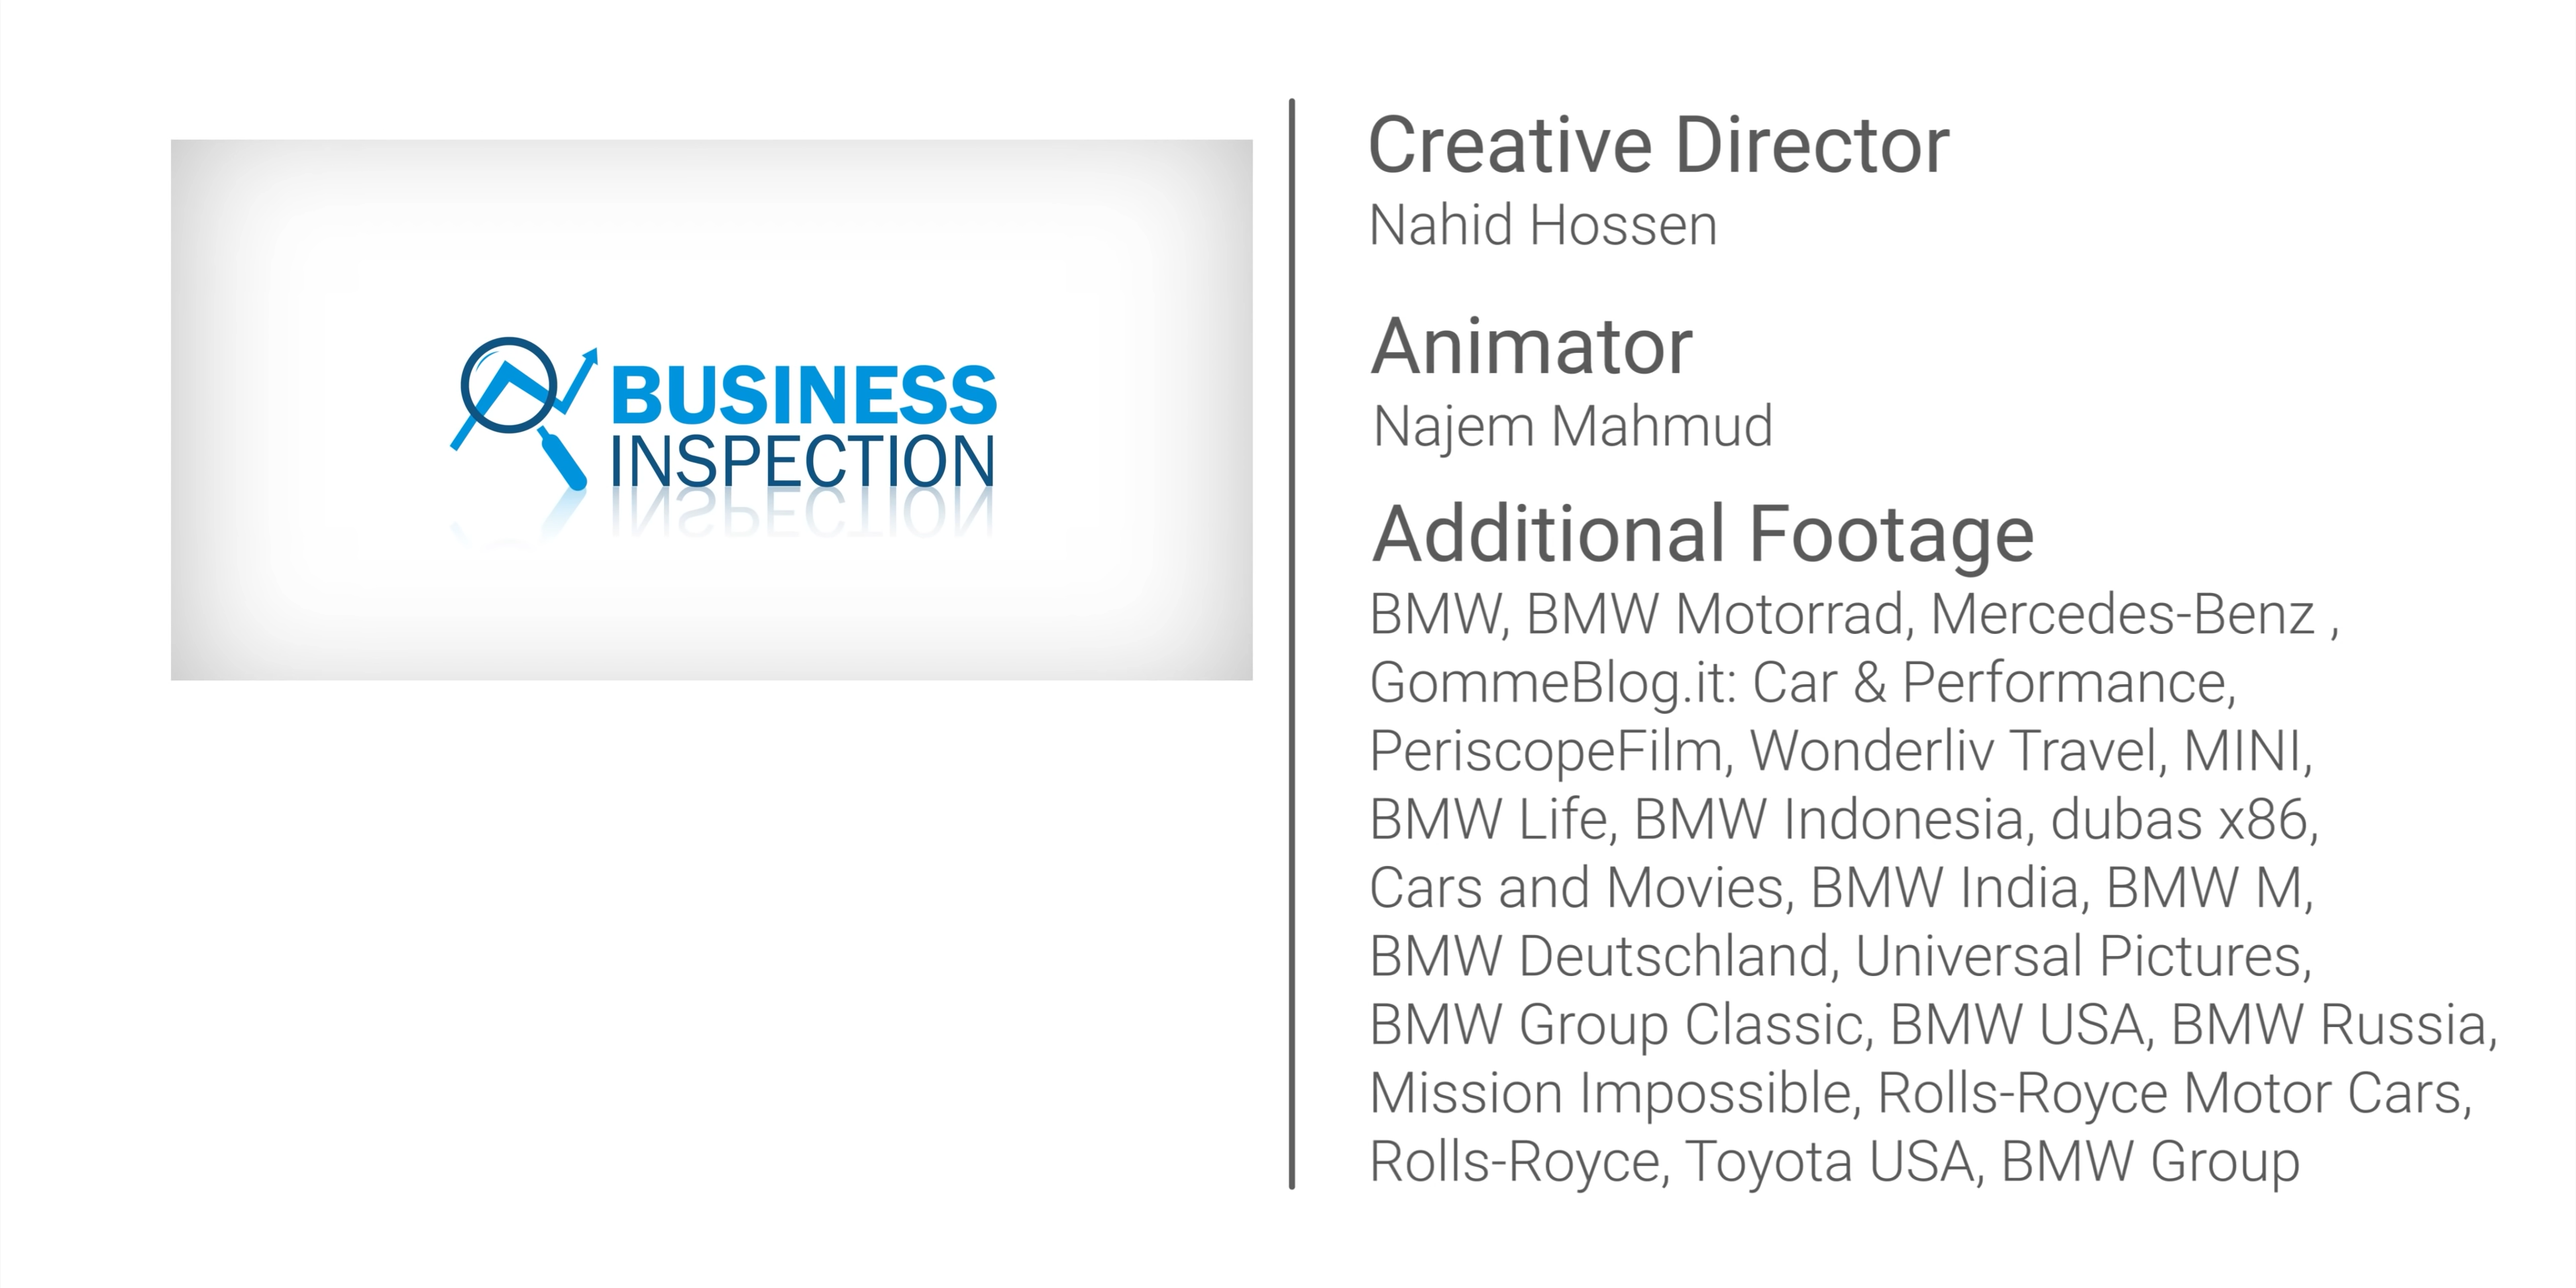 BUSINESS
INSPECTION
Creative Director
Nahid Hossen
Animator
Najem Mahmud
Additional Footage
BMW, BMW Motorrad, Mercedes-Benz ,
GommeBlog.it: Car & Performance,
PeriscopeFilm, Wonderliv Travel, MINI,
BMW Life, BMW Indonesia, dubas x86,
Cars and Movies, BMW India, BMW M,
BMW Deutschland, Universal Pictures,
BMW Group Classic, BMW USA, BMW Russia,
Mission Impossible, Rolls-Royce Motor Cars,
Rolls-Royce, Toyota USA, BMW Group